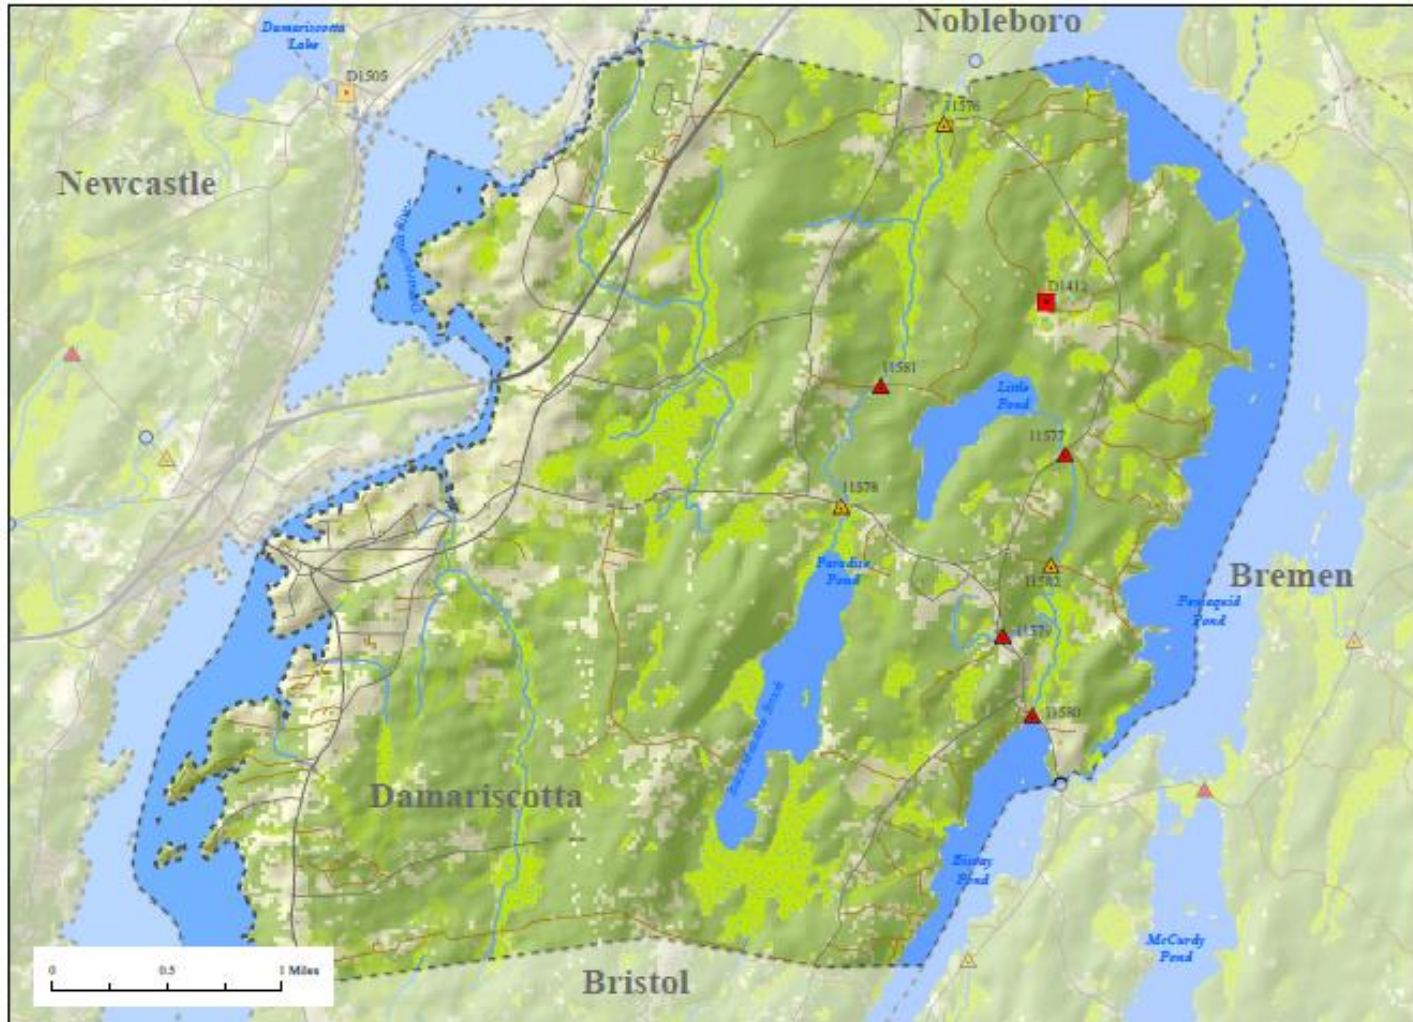 Nobleboro
Damariscotta
Lake
D1505
11576
Newcastle
D1412
11581
Little
Pond
11577
11578
Paradise
Pond
11582
Bremen
Pemaquid
Pond
11579
11580
Damariscotta
Biscay
Pond
McCurdy
Pond
Bristol
0 0.5 1 Miles